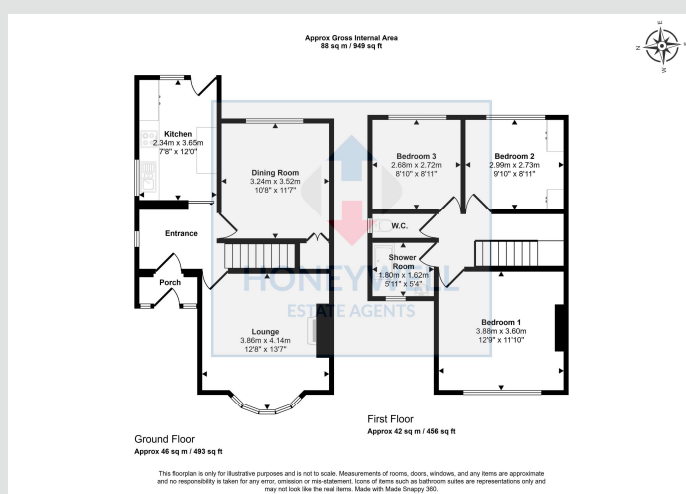 Approx Gross Internal Area
88 sq m / 949 sq ft
N
E
S
W
Kitchen
2.34m x 3.65m
7'8" x 12'0"
Dining Room
3.24m x 3.52m
10'8" x 11'7"
Entrance
Porch
Lounge
3.86m x 4.14m
12'8" x 13'7"
Bedroom 3
2.68m x 2.72m
8'10" x 8'11"
Bedroom 2
2.99m x 2.73m
9'10" x 8'11"
W.C.
Shower
Room
1.80m x 1.62m
5'11" x 5'4"
Bedroom 1
3.88m x 3.60m
12'9" x 11'10"
HONEYWELL
ESTATE AGENTS
Ground Floor
Approx 46 sq m / 493 sq ft
First Floor
Approx 42 sq m / 456 sq ft
This floorplan is only for illustrative purposes and is not to scale. Measurements of rooms, doors, windows, and any items are approximate
and no responsibility is taken for any error, omission or mis-statement. Icons of items such as bathroom suites are representations only and
may not look like the real items. Made with Made Snappy 360.